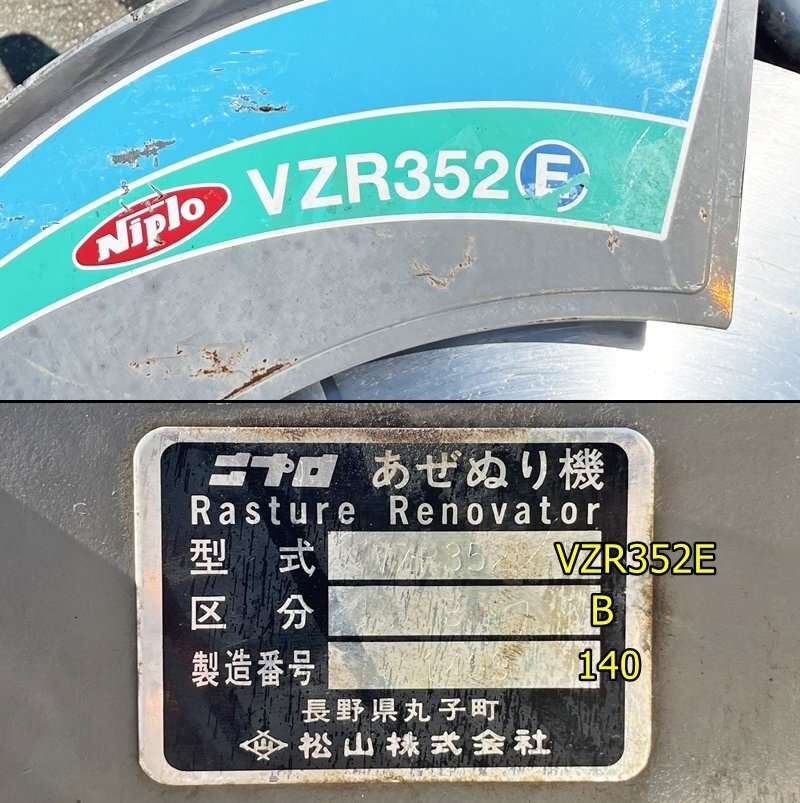 Niplo VZR352 E
ニプロ あぜぬり機
Rasture Renovator
型式 VZR352E
区分 B
製造番号 140
長野県丸子町
松山株式会社